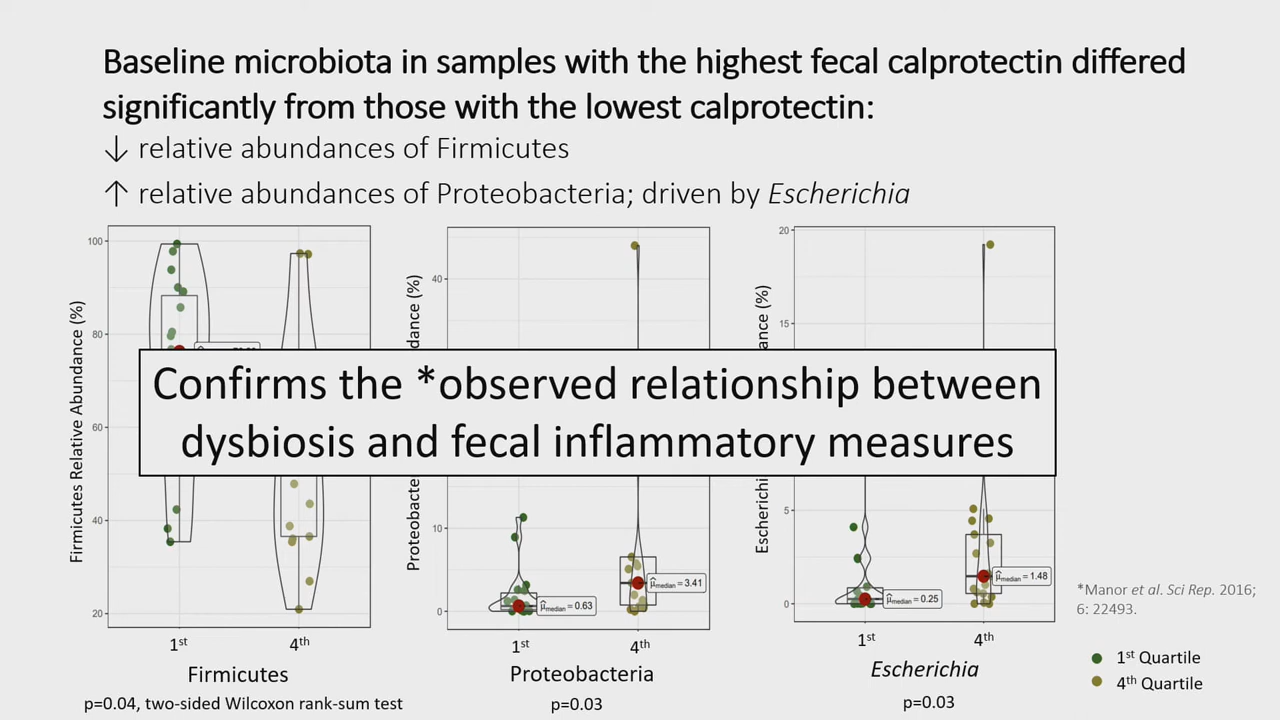 Baseline microbiota in samples with the highest fecal calprotectin differed
significantly from those with the lowest calprotectin:
↓ relative abundances of Firmicutes
↑ relative abundances of Proteobacteria; driven by Escherichia
Firmicutes Relative Abundance (%)
100
80
60
40
20
1st
4th
Firmicutes
p=0.04, two-sided Wilcoxon rank-sum test
40
10
0
μ̂median = 0.63
μ̂median = 3.41
1st
4th
Proteobacteria
p=0.03
20
15
5
0
μ̂median = 0.25
μ̂median = 1.48
1st
4th
Escherichia
p=0.03
Confirms the *observed relationship between
dysbiosis and fecal inflammatory measures
*Manor et al. Sci Rep. 2016;
6: 22493.
1st Quartile
4th Quartile